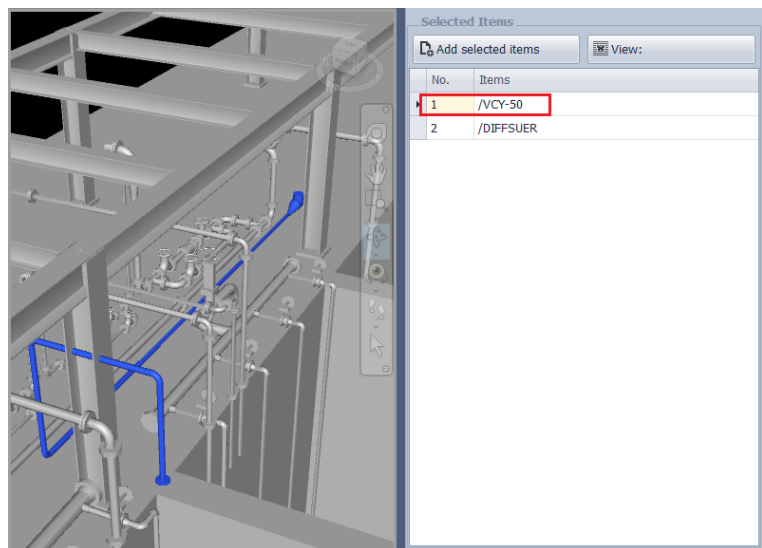 Selected Items
Add selected items
View:
No. Items
1 /VCY-50
2 /DIFFSUER